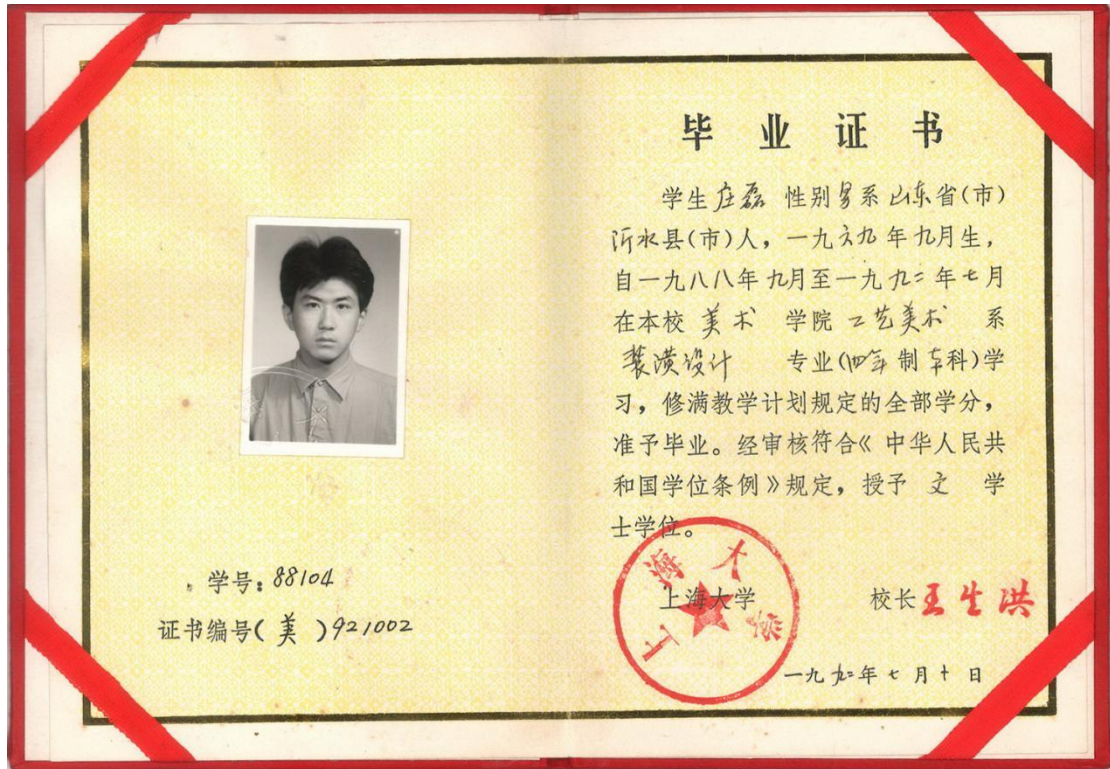 毕业证书
学生庄磊 性别男系山东省(市)
沂水县(市)人，一九六九年九月生，
自一九八八年九月至一九九二年七月
在本校 美术 学院 工艺美术 系
装潢设计 专业(四年制本科)学
习，修满教学计划规定的全部学分，
准予毕业。经审核符合《中华人民共
和国学位条例》规定，授予 文 学
士学位。
上海大学
上海大学 校长王生洪
一九九二年七月十日
学号：88104
证书编号(美)921002